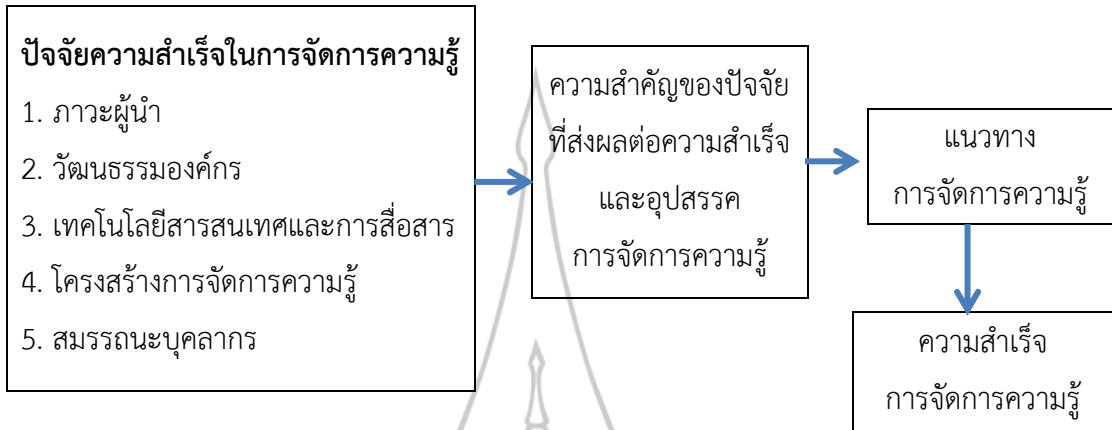 ปัจจัยความสำเร็จในการจัดการความรู้
1. ภาวะผู้นำ
2. วัฒนธรรมองค์กร
3. เทคโนโลยีสารสนเทศและการสื่อสาร
4. โครงสร้างการจัดการความรู้
5. สมรรถนะบุคลากร
ความสำคัญของปัจจัย
ที่ส่งผลต่อความสำเร็จ
และอุปสรรค
การจัดการความรู้
แนวทาง
การจัดการความรู้
ความสำเร็จ
การจัดการความรู้